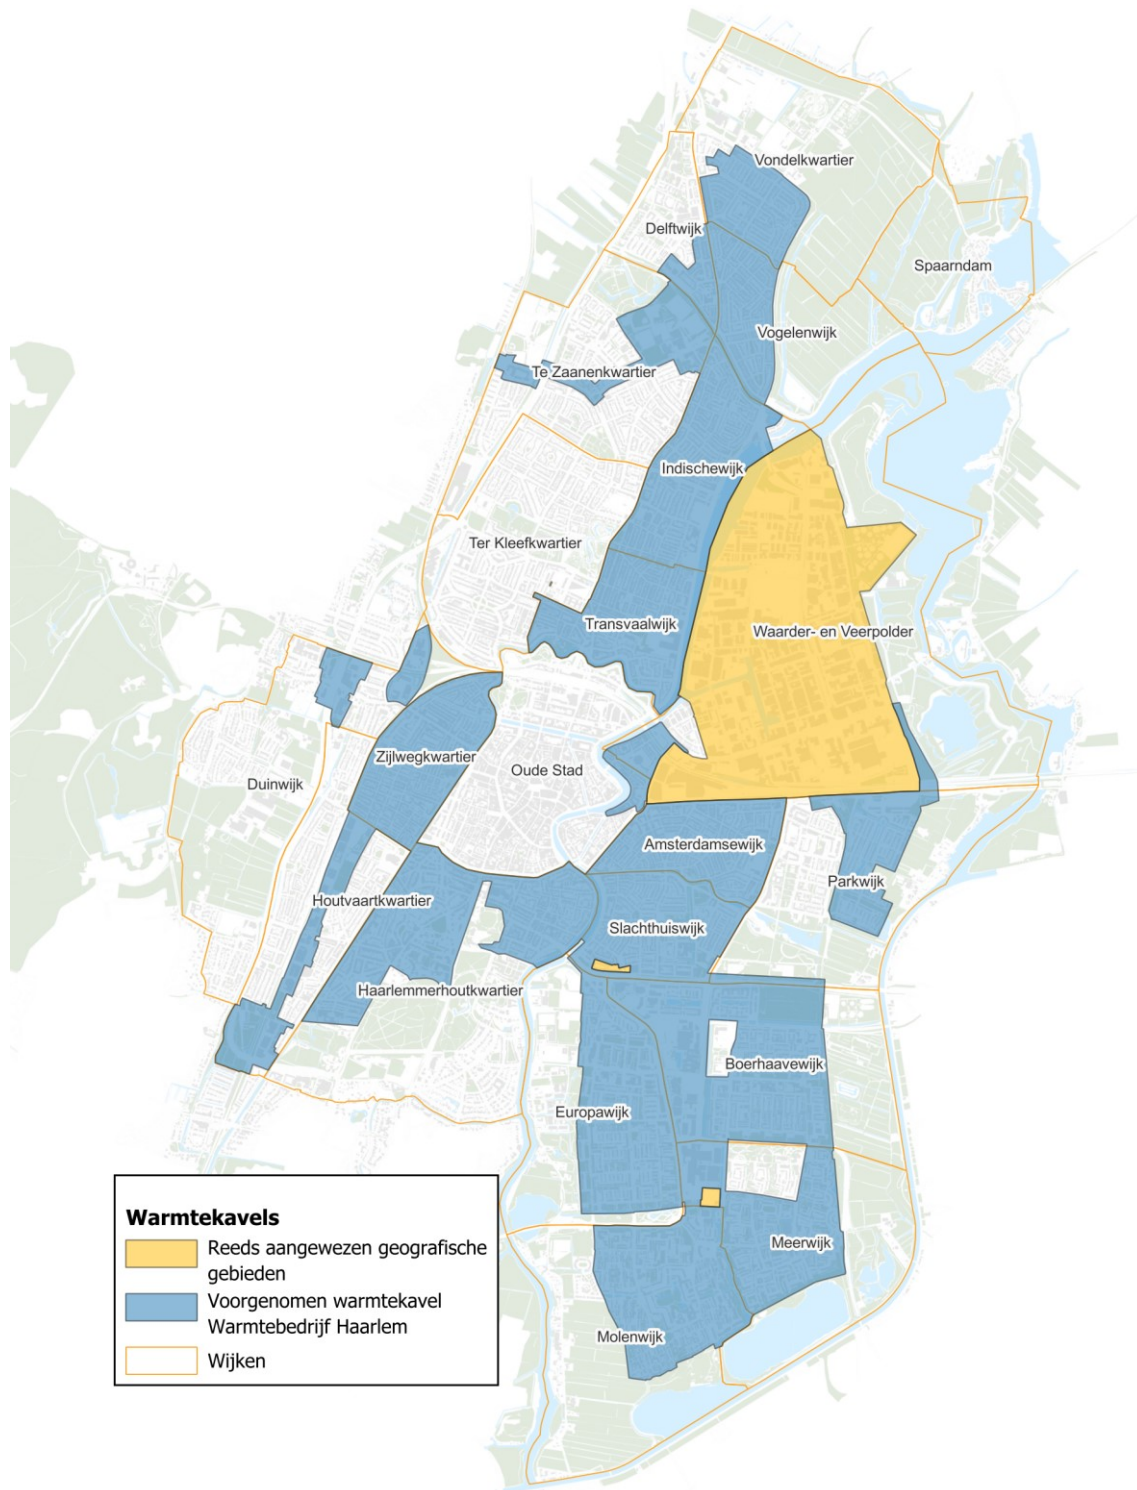 Vondelkwartier
Delftwijk
Spaarndam
Vogelenwijk
Te Zaanenkwartier
Indischewijk
Ter Kleefkwartier
Transvaalwijk
Waarder- en Veerpolder
Zijlwegkwartier
Oude Stad
Duinwijk
Amsterdamsewijk
Parkwijk
Houtvaartkwartier
Slachthuiswijk
Haarlemmerhoutkwartier
Boerhaavewijk
Europawijk
Meerwijk
Molenwijk
Warmtekavels
Reeds aangewezen geografische
gebieden
Voorgenomen warmtekavel
Warmtebedrijf Haarlem
Wijken